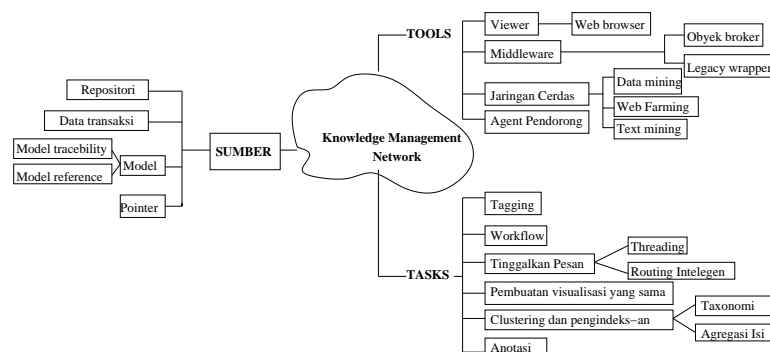 TOOLS
Viewer
Web browser
Middleware
Obyek broker
Legacy wrapper
Jaringan Cerdas
Data mining
Web Farming
Text mining
Agent Pendorong
Knowledge Management
Network
SUMBER
Repositori
Data transaksi
Model
Model tracebility
Model reference
Pointer
TASKS
Tagging
Workflow
Tinggalkan Pesan
Threading
Routing Intelegen
Pembuatan visualisasi yang sama
Clustering dan pengindeks–an
Taxonomi
Agregasi Isi
Anotasi